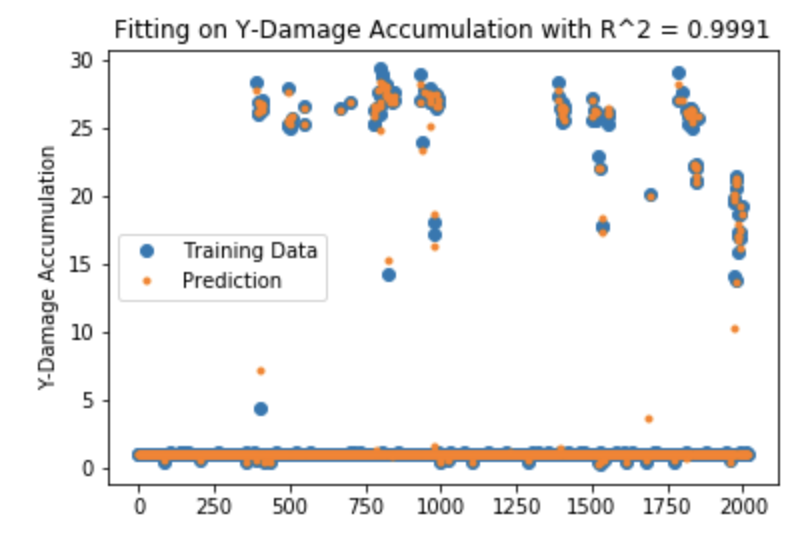 Fitting on Y-Damage Accumulation with R^2 = 0.9991
Y-Damage Accumulation
30
25
20
15
10
5
0
Training Data
Prediction
0 250 500 750 1000 1250 1500 1750 2000